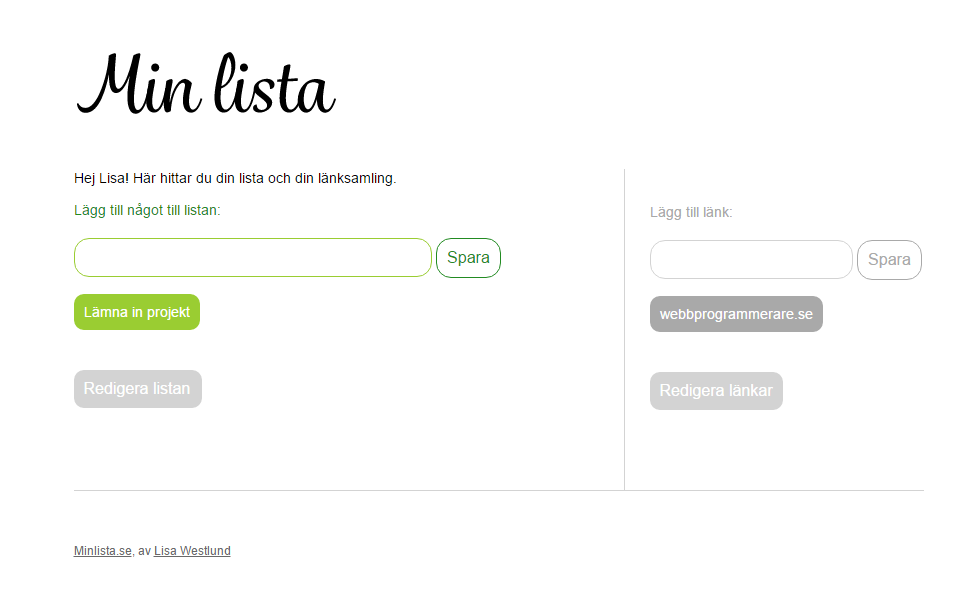 Min lista
Hej Lisa! Här hittar du din lista och din länksamling.
Lägg till något till listan:
Spara
Lämna in projekt
Redigera listan
Lägg till länk:
Spara
webbprogrammerare.se
Redigera länkar
Minlista.se, av Lisa Westlund